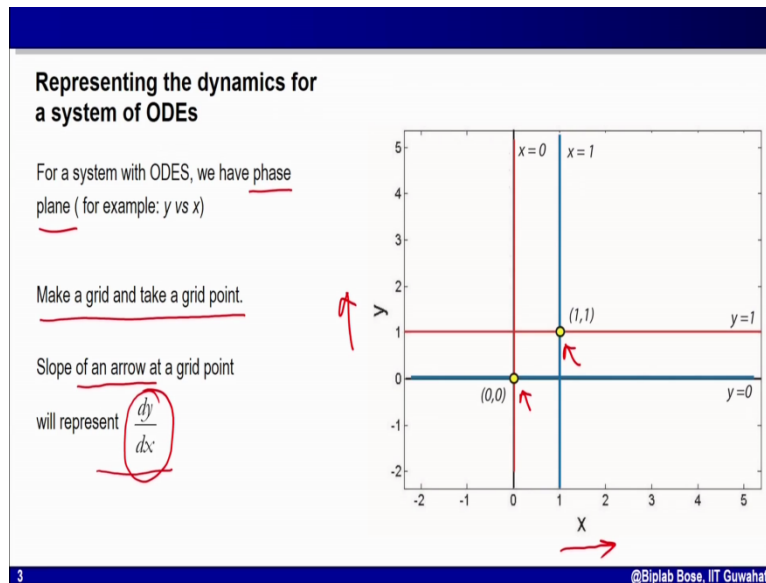 Representing the dynamics for
a system of ODEs
For a system with ODES, we have phase
plane ( for example: y vs x)
Make a grid and take a grid point.
Slope of an arrow at a grid point
will represent dy/dx
x = 0 x = 1
5
4
3
2
1
0
-1
-2
y
(1,1)
y = 1
(0,0)
y = 0
-2 -1 0 1 2 3 4 5
X
3
@Biplab Bose, IIT Guwaha